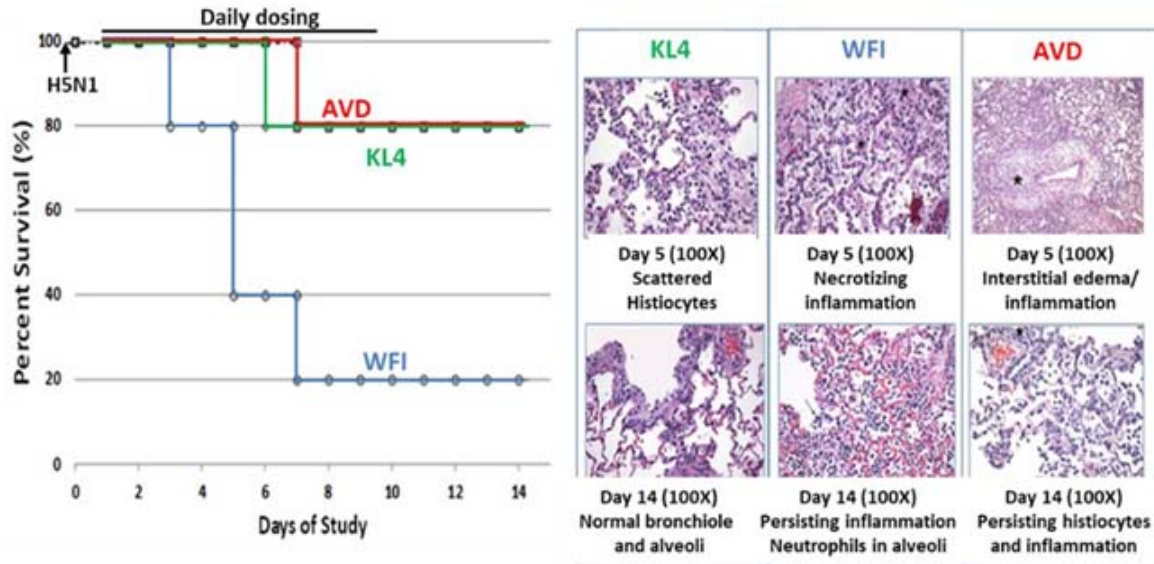 Daily dosing
Percent Survival (%)
100
80
60
40
20
0
H5N1
AVD
KL4
WFI
0 2 4 6 8 10 12 14
Days of Study
KL4
Day 5 (100X)
Scattered
Histiocytes
Day 14 (100X)
Normal bronchiole
and alveoli
WFI
Day 5 (100X)
Necrotizing
inflammation
Day 14 (100X)
Persisting inflammation
Neutrophils in alveoli
AVD
Day 5 (100X)
Interstitial edema/
inflammation
Day 14 (100X)
Persisting histiocytes
and inflammation